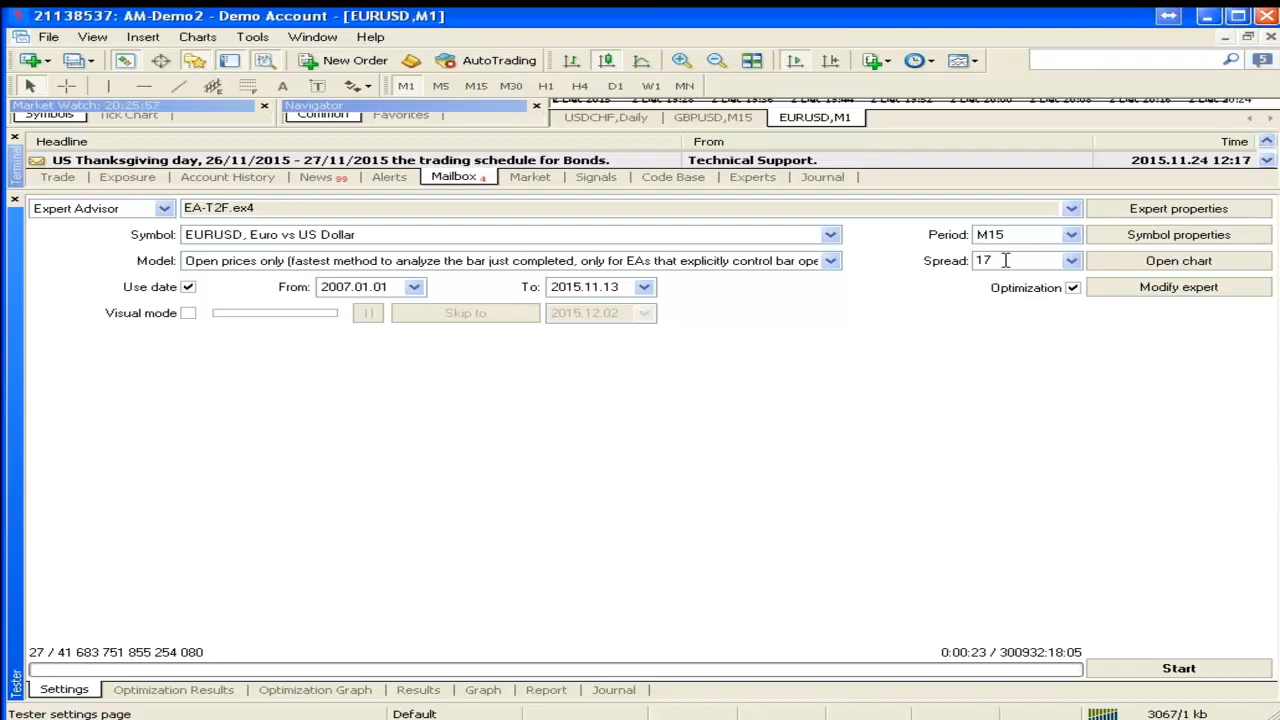 21138537: AM-Demo2 - Demo Account - [EURUSD,M1]
File View Insert Charts Tools Window Help
New Order AutoTrading 5
A T M1 M5 M15 M30 H1 H4 D1 W1 MN
Market Watch: 20:25:57 Navigator
Symbols Tick Chart Common Favorites USDCHF,Daily GBPUSD,M15 EURUSD,M1
Headline From Time
US Thanksgiving day, 26/11/2015 - 27/11/2015 the trading schedule for Bonds. Technical Support. 2015.11.24 12:17
Terminal
Trade Exposure Account History News 99 Alerts Mailbox 4 Market Signals Code Base Experts Journal
Expert Advisor EA-T2F.ex4 Expert properties
Symbol: EURUSD, Euro vs US Dollar Period: M15 Symbol properties
Model: Open prices only (fastest method to analyze the bar just completed, only for EAs that explicitly control bar ope Spread: 17 Open chart
Use date From: 2007.01.01 To: 2015.11.13 Optimization Modify expert
Visual mode Skip to 2015.12.02
27 / 41 683 751 855 254 080 0:00:23 / 300932:18:05
Start
Tester
Settings Optimization Results Optimization Graph Results Graph Report Journal
Tester settings page Default 3067/1 kb